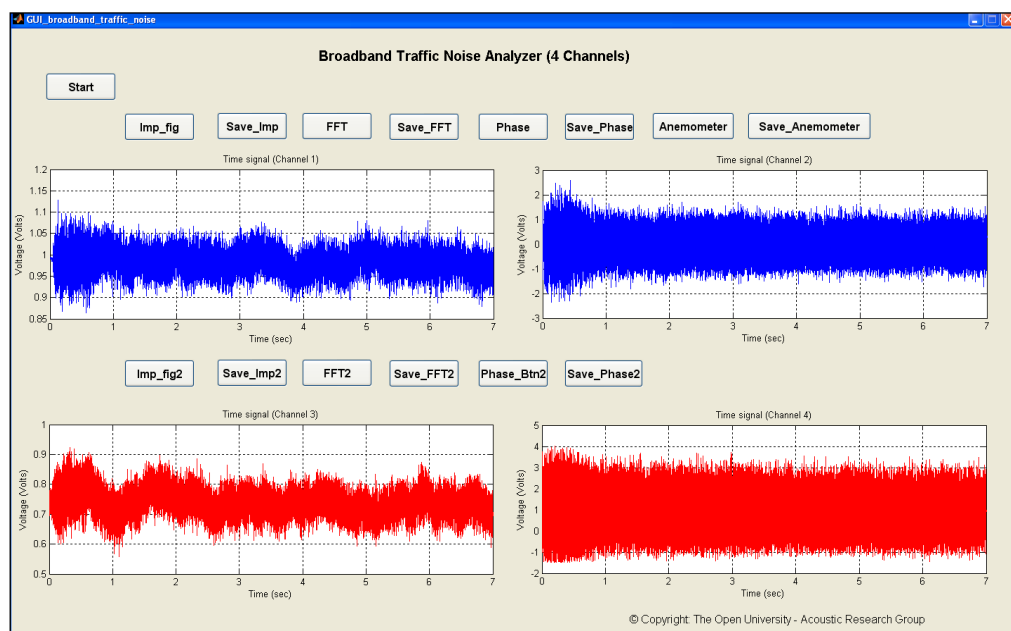 GUI_broadband_traffic_noise
Broadband Traffic Noise Analyzer (4 Channels)
Start
Imp_fig Save_Imp FFT Save_FFT Phase Save_Phase Anemometer Save_Anemometer
Time signal (Channel 1)
Voltage (Volts)
1.2
1.15
1.1
1.05
1
0.95
0.9
0.85
0 1 2 3 4 5 6 7
Time (sec)
Time signal (Channel 2)
Voltage (Volts)
3
2
1
0
-1
-2
-3
0 1 2 3 4 5 6 7
Time (sec)
Imp_fig2 Save_Imp2 FFT2 Save_FFT2 Phase_Btn2 Save_Phase2
Time signal (Channel 3)
Voltage (Volts)
1
0.9
0.8
0.7
0.6
0.5
0 1 2 3 4 5 6 7
Time (sec)
Time signal (Channel 4)
Voltage (Volts)
5
4
3
2
1
0
-1
-2
0 1 2 3 4 5 6 7
Time (sec)
© Copyright: The Open University - Acoustic Research Group